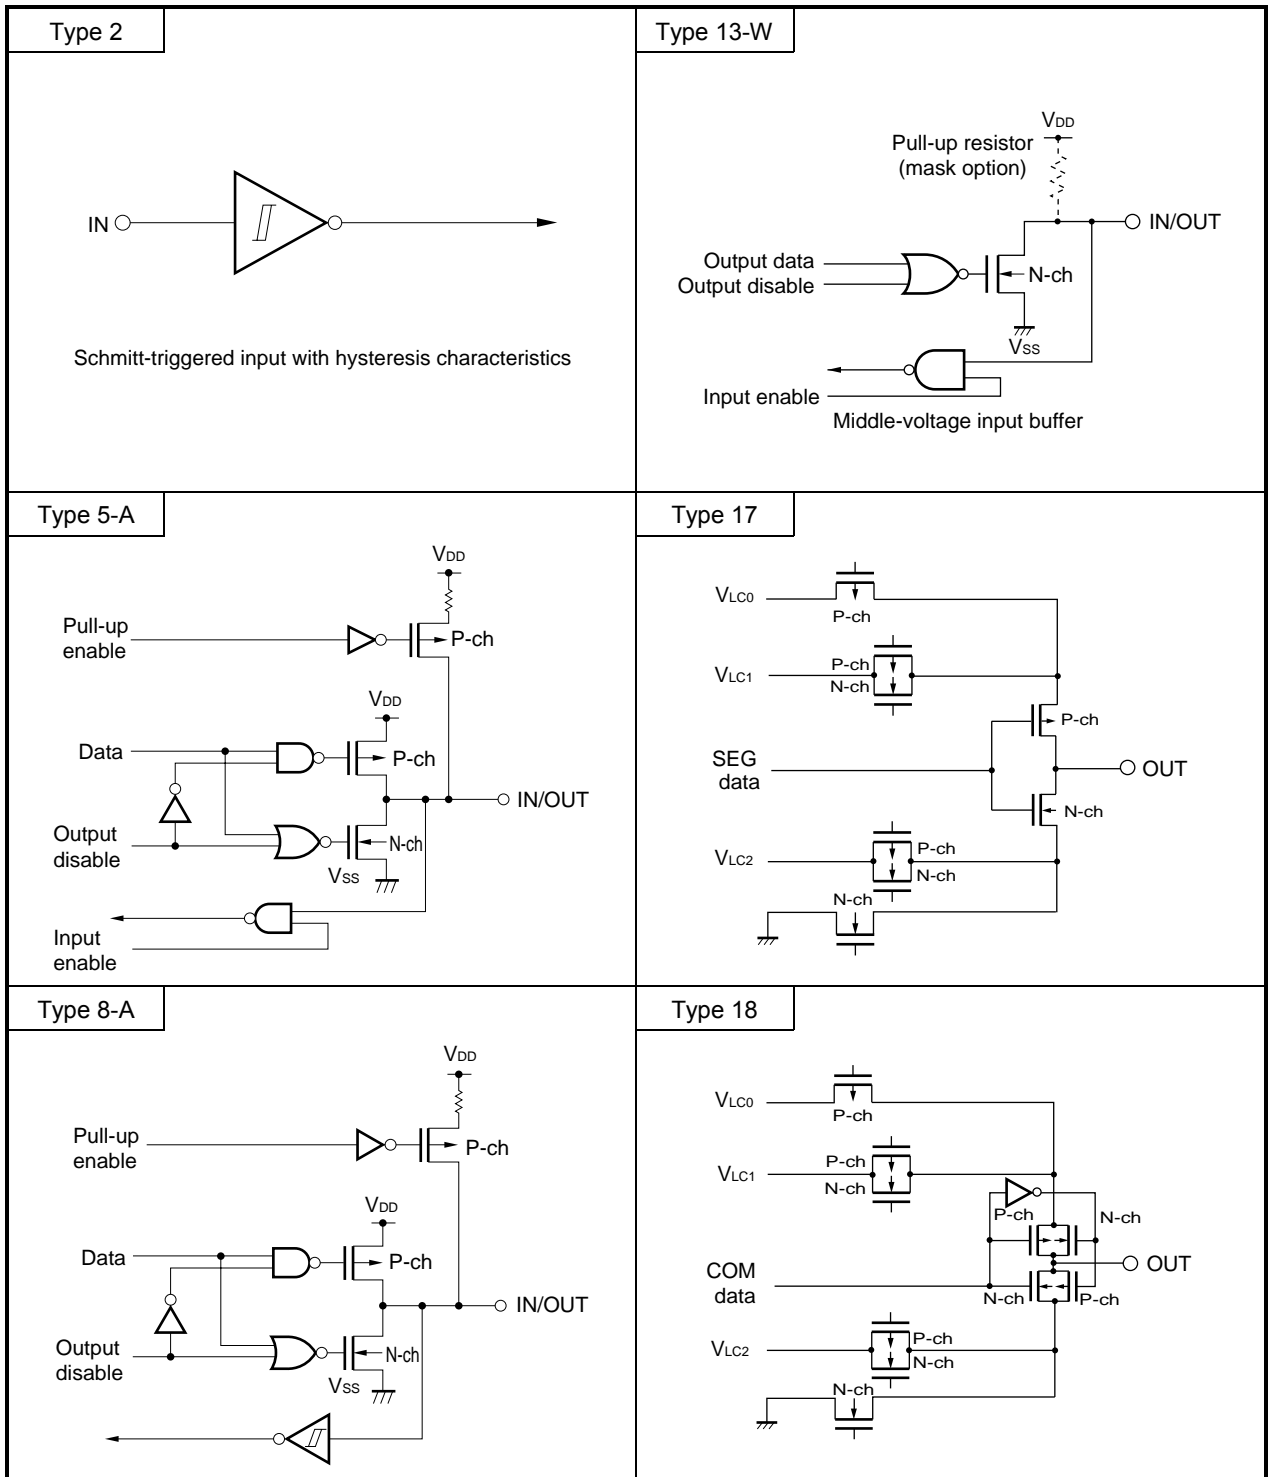 Type 2
IN
Schmitt-triggered input with hysteresis characteristics
Type 13-W
VDD
Pull-up resistor
(mask option)
IN/OUT
Output data
Output disable
N-ch
VSS
Input enable
Middle-voltage input buffer
Type 5-A
VDD
Pull-up
enable
P-ch
VDD
Data
P-ch
IN/OUT
Output
disable
N-ch
VSS
Input
enable
Type 17
VLC0
P-ch
VLC1
P-ch
N-ch
P-ch
SEG
data
OUT
N-ch
VLC2
P-ch
N-ch
N-ch
Type 8-A
VDD
Pull-up
enable
P-ch
VDD
Data
P-ch
IN/OUT
Output
disable
N-ch
VSS
Type 18
VLC0
P-ch
VLC1
P-ch
N-ch
P-ch
N-ch
COM
data
OUT
N-ch
P-ch
VLC2
P-ch
N-ch
N-ch